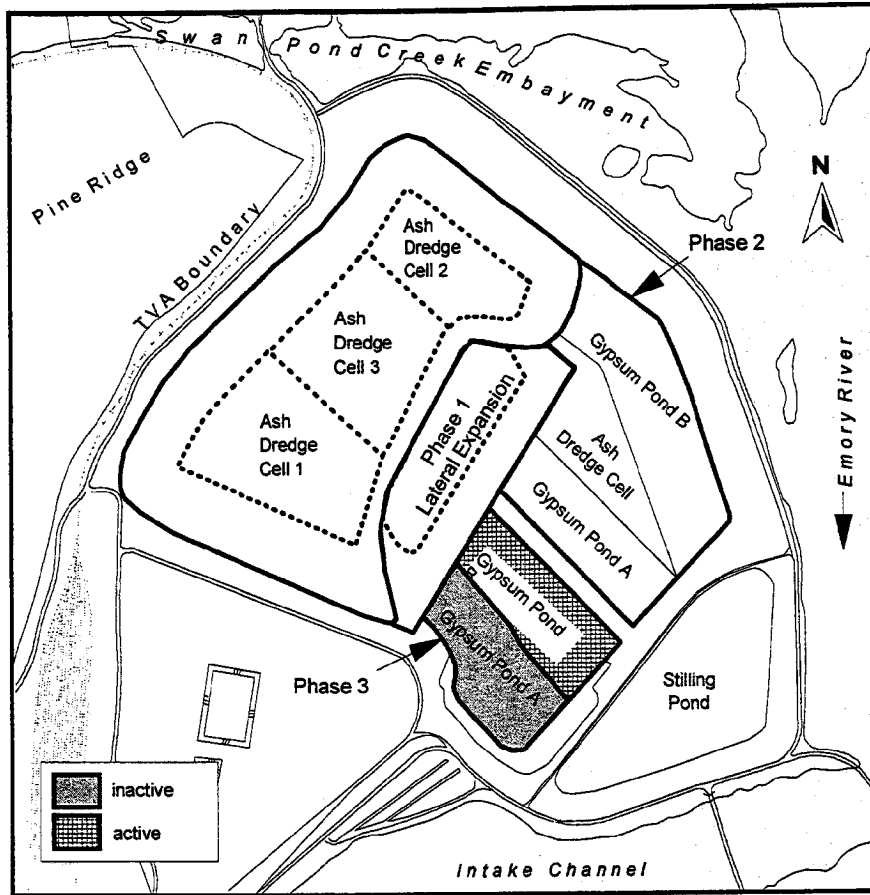 Swan Pond Creek Embayment
Pine Ridge
TVA Boundary
N
Ash
Dredge
Cell 2
Phase 2
Ash
Dredge
Cell 3
Gypsum Pond B
Emory River
Phase 1
Lateral Expansion
Ash
Dredge
Cell 1
Ash
Dredge Cell
Gypsum Pond A
Gypsum Pond
B
Gypsum Pond A
Phase 3
Stilling
Pond
inactive
active
Intake Channel